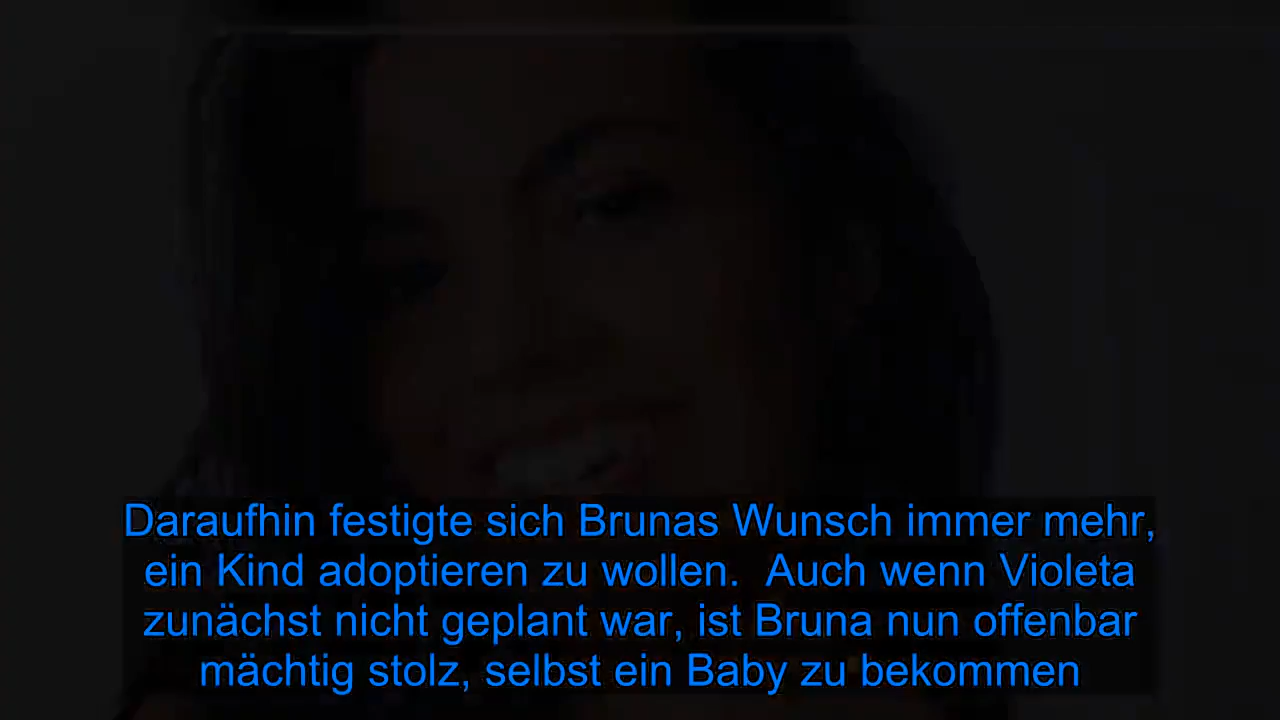 Daraufhin festigte sich Brunas Wunsch immer mehr,
ein Kind adoptieren zu wollen.  Auch wenn Violeta
zunächst nicht geplant war, ist Bruna nun offenbar
mächtig stolz, selbst ein Baby zu bekommen